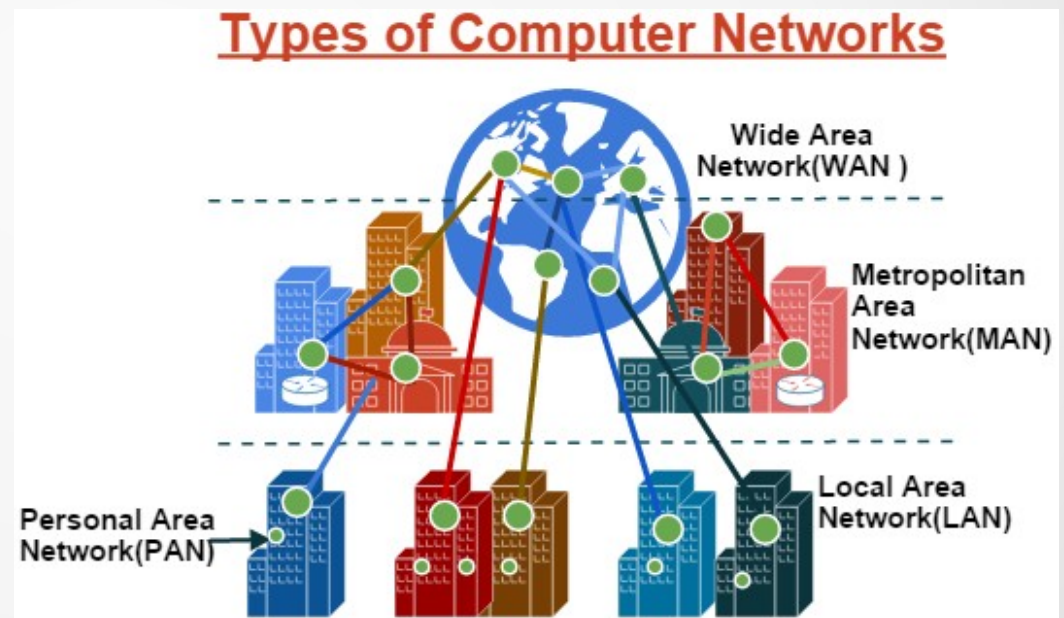 Types of Computer Networks
Wide Area
Network(WAN )
Metropolitan
Area
Network(MAN)
Local Area
Network(LAN)
Personal Area
Network(PAN)